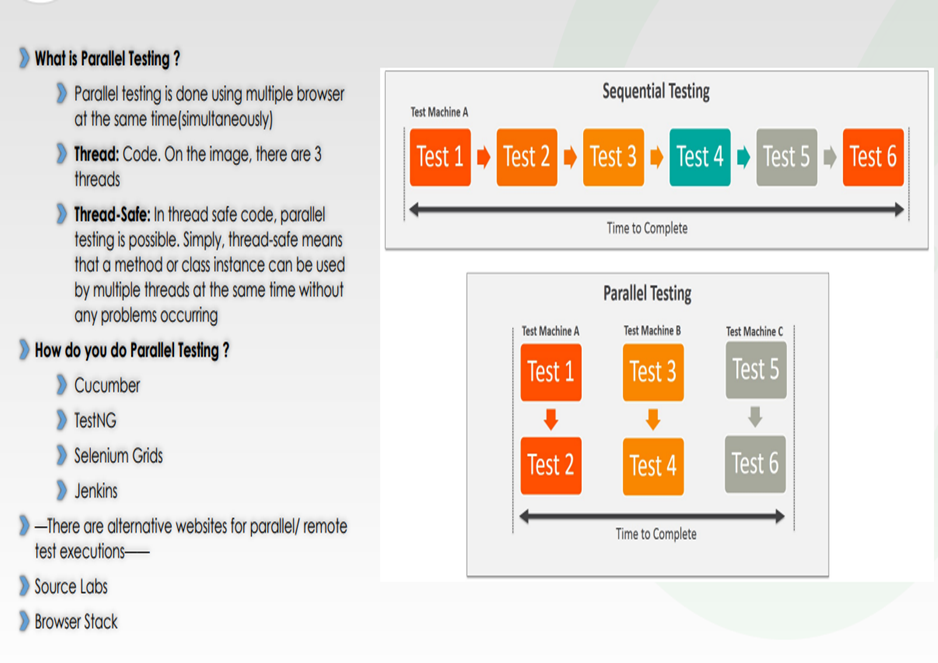 What is Parallel Testing ?
Parallel testing is done using multiple browser
at the same time(simultaneously)
Thread: Code. On the image, there are 3
threads
Thread-Safe: In thread safe code, parallel
testing is possible. Simply, thread-safe means
that a method or class instance can be used
by multiple threads at the same time without
any problems occurring
How do you do Parallel Testing ?
Cucumber
TestNG
Selenium Grids
Jenkins
—There are alternative websites for parallel/ remote
test executions——
Source Labs
Browser Stack
Sequential Testing
Test Machine A
Test 1 Test 2 Test 3 Test 4 Test 5 Test 6
Time to Complete
Parallel Testing
Test Machine A Test Machine B Test Machine C
Test 1 Test 3 Test 5
Test 2 Test 4 Test 6
Time to Complete